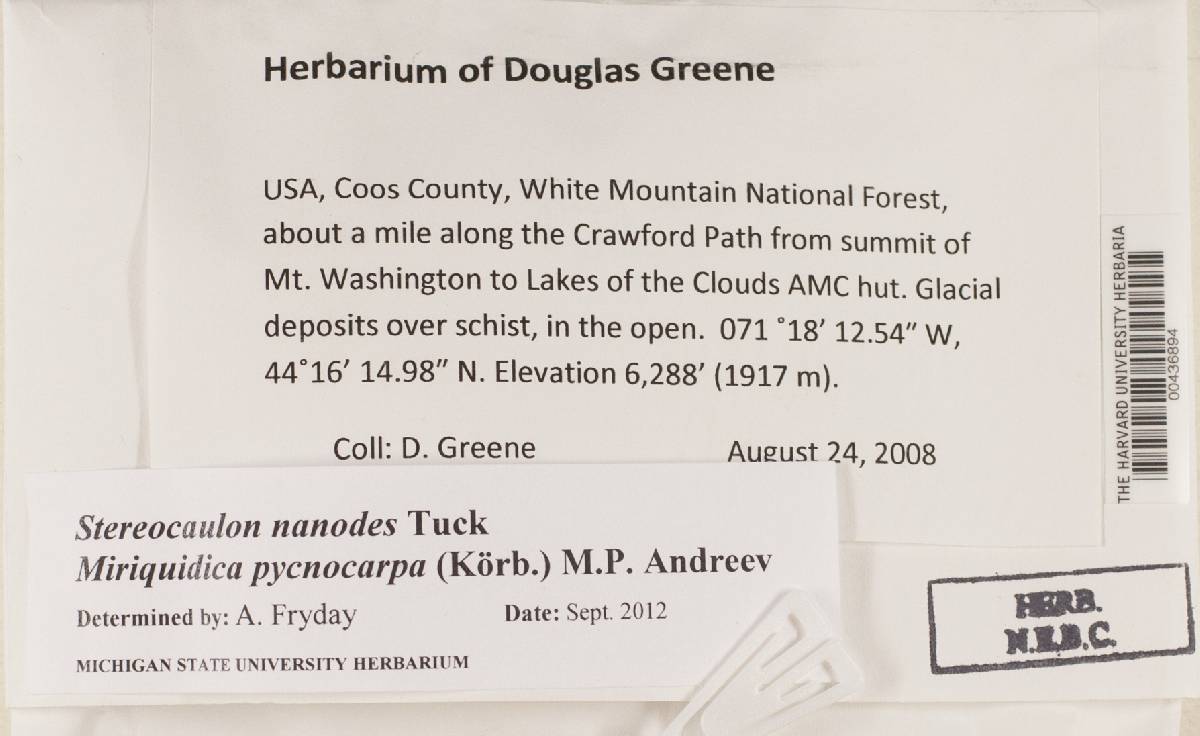 Herbarium of Douglas Greene
USA, Coos County, White Mountain National Forest,
about a mile along the Crawford Path from summit of
Mt. Washington to Lakes of the Clouds AMC hut. Glacial
deposits over schist, in the open. 071 °18’ 12.54” W,
44°16’ 14.98” N. Elevation 6,288’ (1917 m).
Coll: D. Greene August 24, 2008
Stereocaulon nanodes Tuck
Miriquidica pycnocarpa (Körb.) M.P. Andreev
Determined by: A. Fryday Date: Sept. 2012
MICHIGAN STATE UNIVERSITY HERBARIUM
THE HARVARD UNIVERSITY HERBARIA
00436894
HERB.
N.E.B.C.